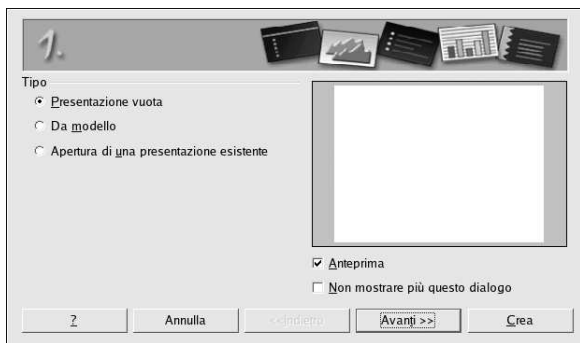 1.
Tipo
Presentazione vuota
Da modello
Apertura di una presentazione esistente
Anteprima
Non mostrare più questo dialogo
? Annulla <<Indietro Avanti >> Crea